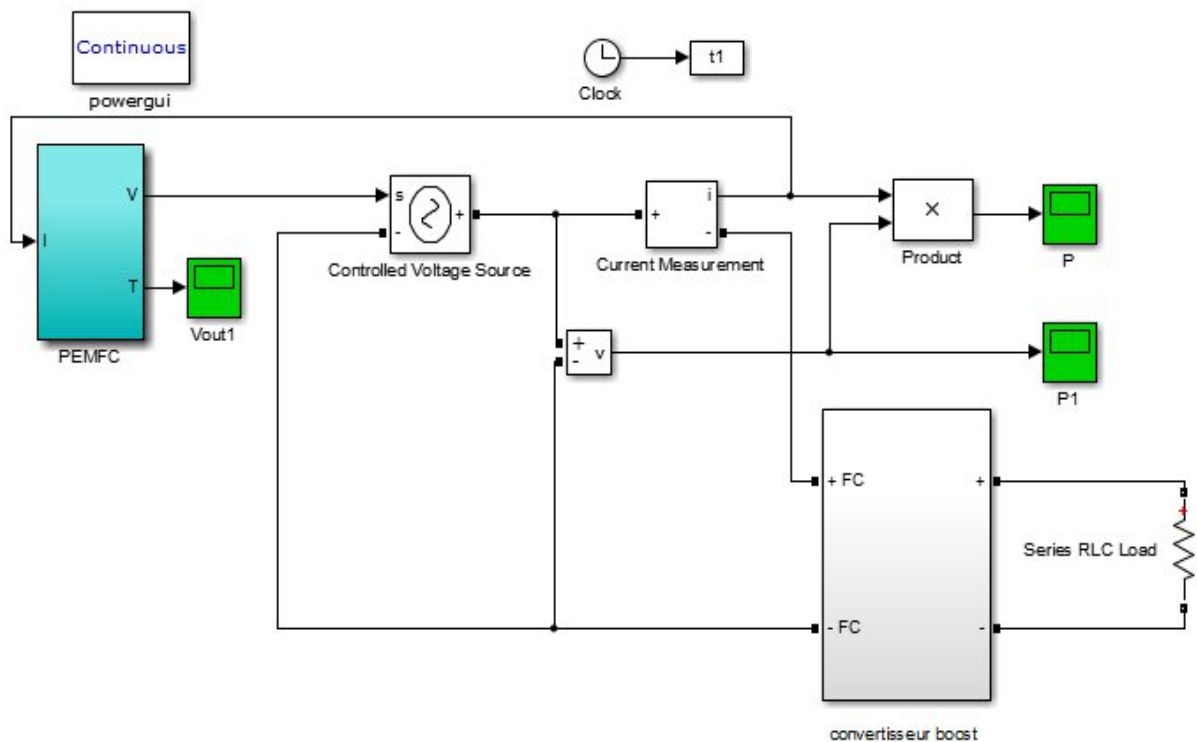 Continuous
powergui
t1
Clock
V
I
T
PEMFC
Vout1
s
+
-
Controlled Voltage Source
+
i
-
Current Measurement
×
Product
P
+
-
v
P1
+ FC
+
- FC
-
convertisseur boost
Series RLC Load
+